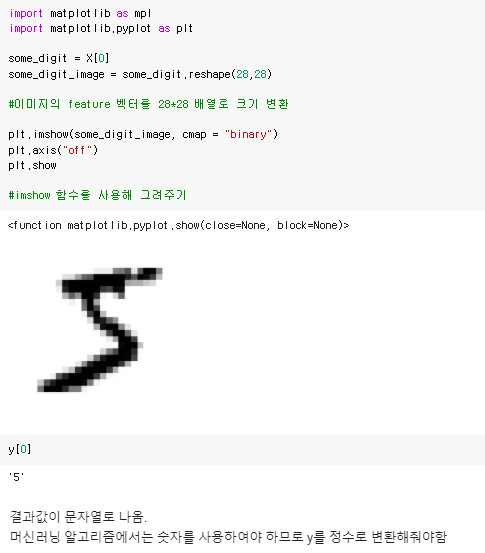 import matplotlib as mpl
import matplotlib.pyplot as plt
some_digit = X[0]
some_digit_image = some_digit.reshape(28,28)
#이미지의 feature 벡터를 28*28 배열로 크기 변환
plt.imshow(some_digit_image, cmap = "binary")
plt.axis("off")
plt.show
#imshow 함수를 사용해 그려주기
<function matplotlib.pyplot.show(close=None, block=None)>
y[0]
'5'
결과값이 문자열로 나옴.
머신러닝 알고리즘에서는 숫자를 사용하여야 하므로 y를 정수로 변환해줘야함